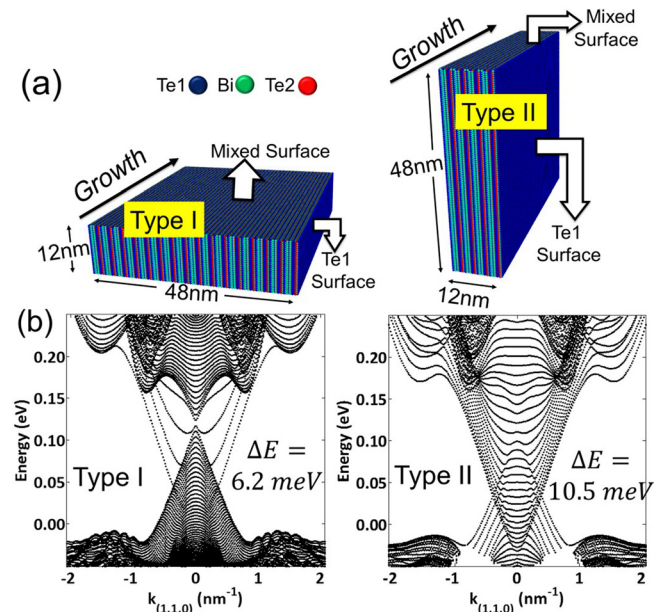 (a)
Te1 Bi Te2
Growth
Mixed Surface
Type I
Te1
Surface
12nm
48nm
Growth
Mixed
Surface
Type II
48nm
Te1
Surface
12nm
(b)
Energy (eV)
0.20
0.15
0.10
0.05
0.00
Type I
ΔE =
6.2 meV
-2 -1 0 1 2
k(1,1,0) (nm-1)
Energy (eV)
0.20
0.15
0.10
0.05
0.00
Type II
ΔE =
10.5 meV
-2 -1 0 1 2
k(1,1,0) (nm-1)